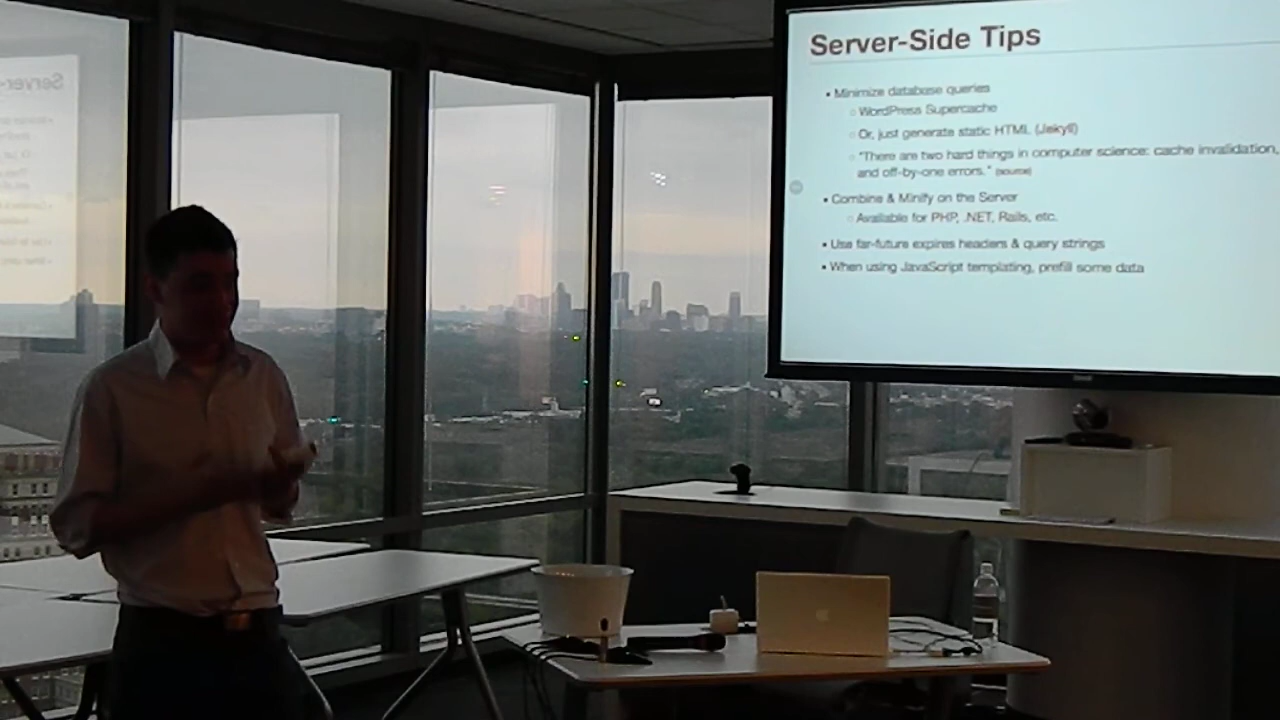 Server-Side Tips
• Minimize database queries
○ WordPress Supercache
○ Or, just generate static HTML (Jekyll)
○ "There are two hard things in computer science: cache invalidation,
and off-by-one errors." (source)
• Combine & Minify on the Server
○ Available for PHP, .NET, Rails, etc.
• Use far-future expires headers & query strings
• When using JavaScript templating, prefill some data